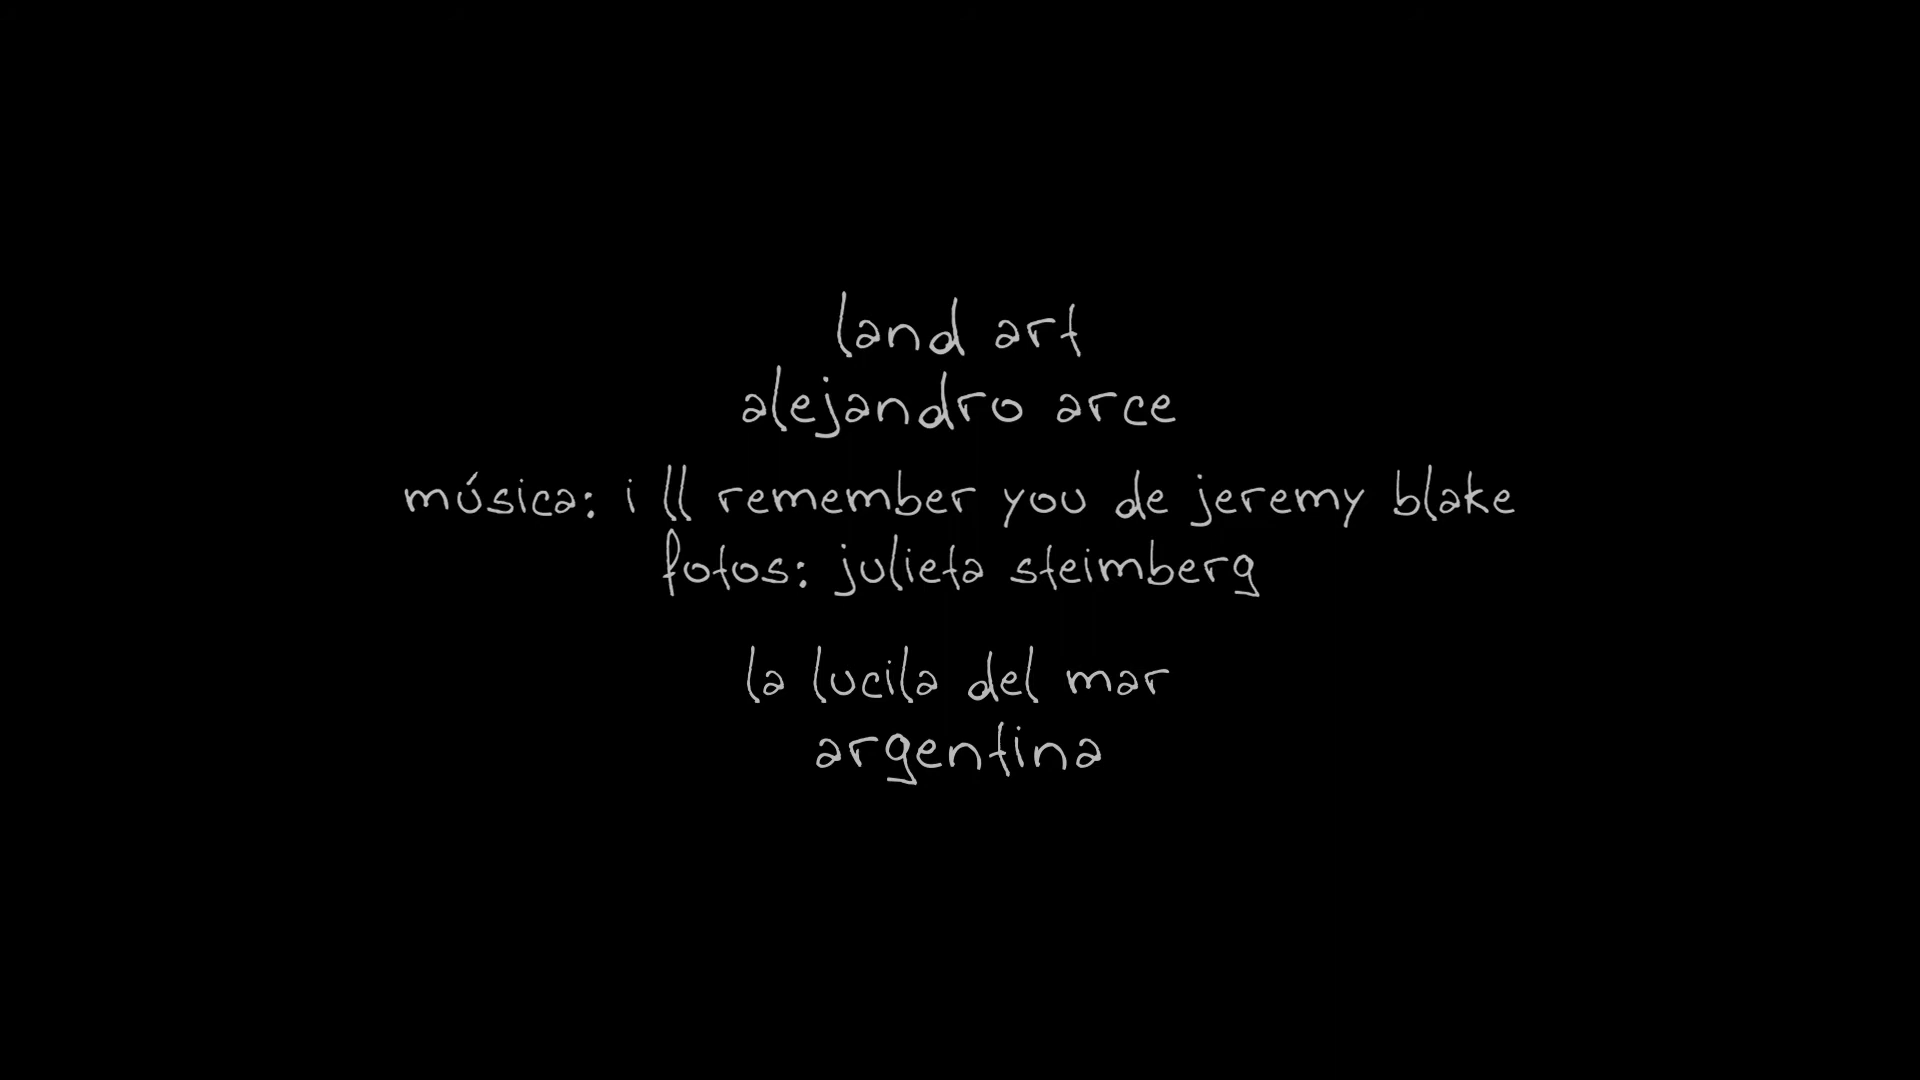 land art
alejandro arce
música: i ll remember you de jeremy blake
fotos: julieta steimberg
la lucila del mar
argentina